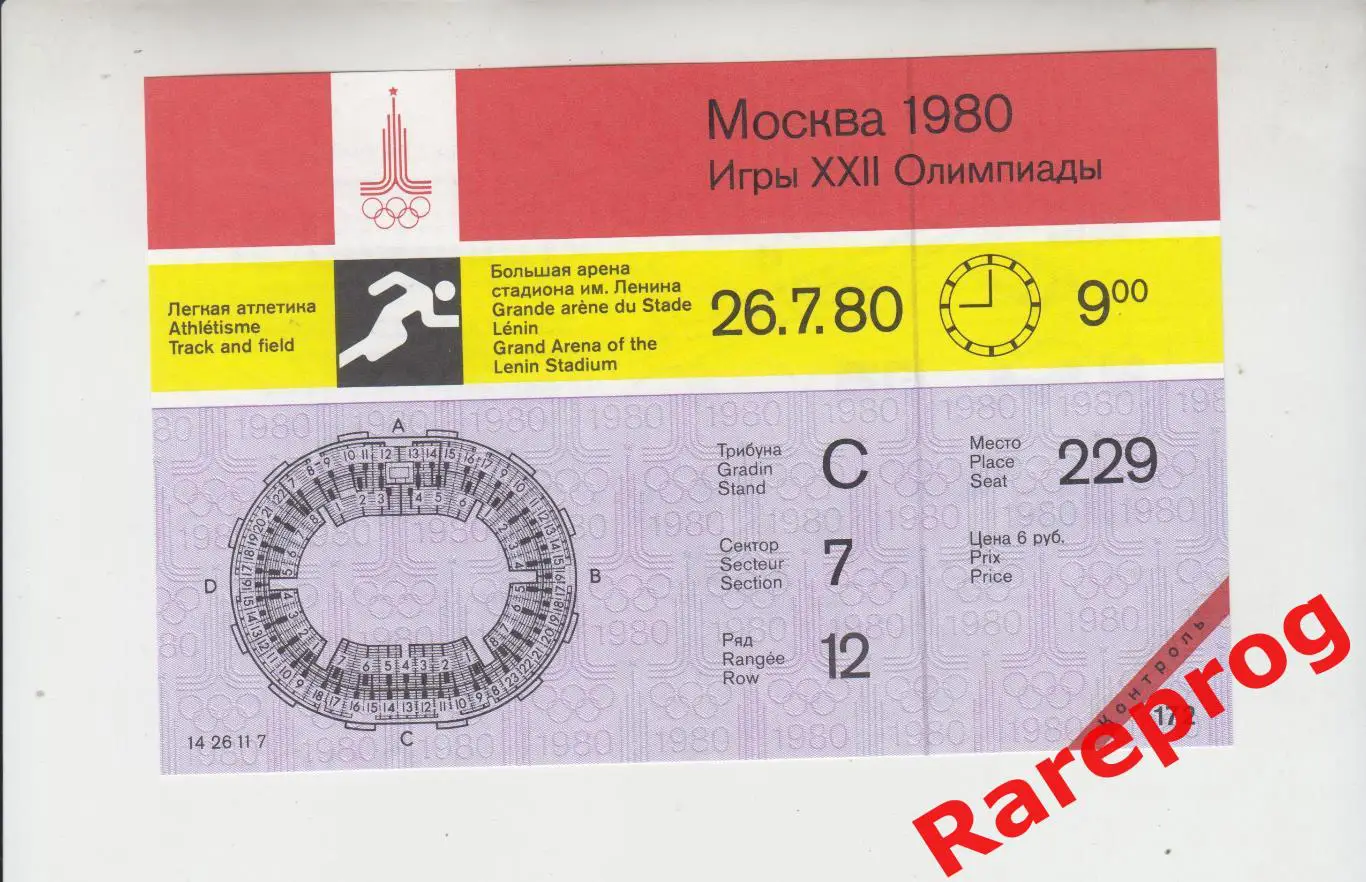 Москва 1980
Игры XXII Олимпиады
Легкая атлетика
Athlétisme
Track and field
Большая арена
стадиона им. Ленина
Grande arène du Stade
Lénin
Grand Arena of the
Lenin Stadium
26.7.80
9⁰⁰
Трибуна
Gradin
Stand
C
Место
Place
Seat
229
Сектор
Secteur
Section
7
Цена 6 руб.
Prix
Price
Ряд
Rangée
Row
12
A
B
C
D
14 26 11 7
Контроль
172
Rareprog